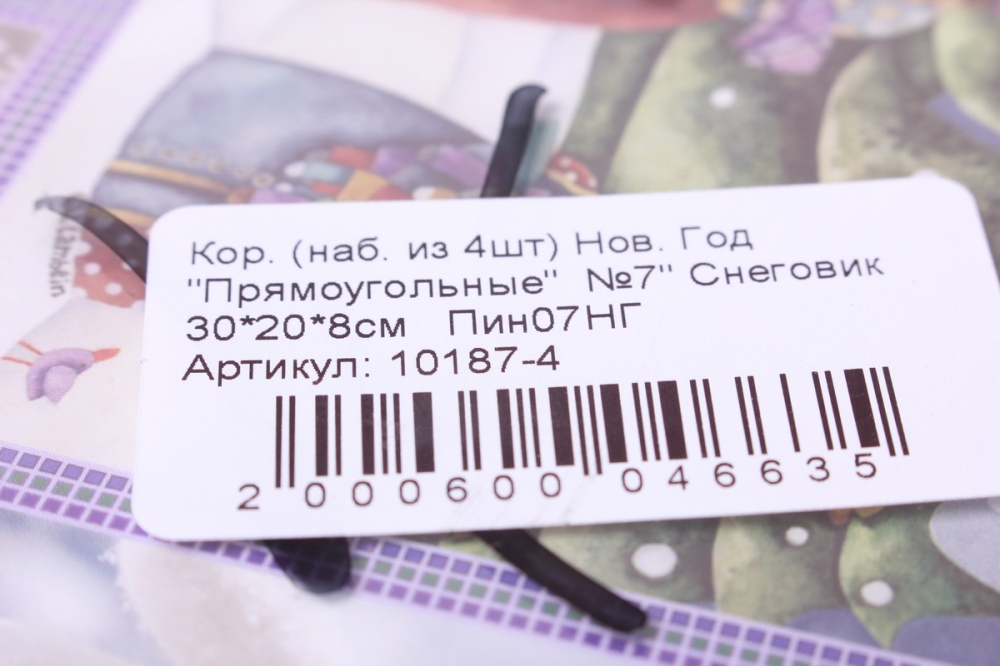 Кор. (наб. из 4шт) Нов. Год
"Прямоугольные" №7" Снеговик
30*20*8см Пин07НГ
Артикул: 10187-4
2 000600 046635